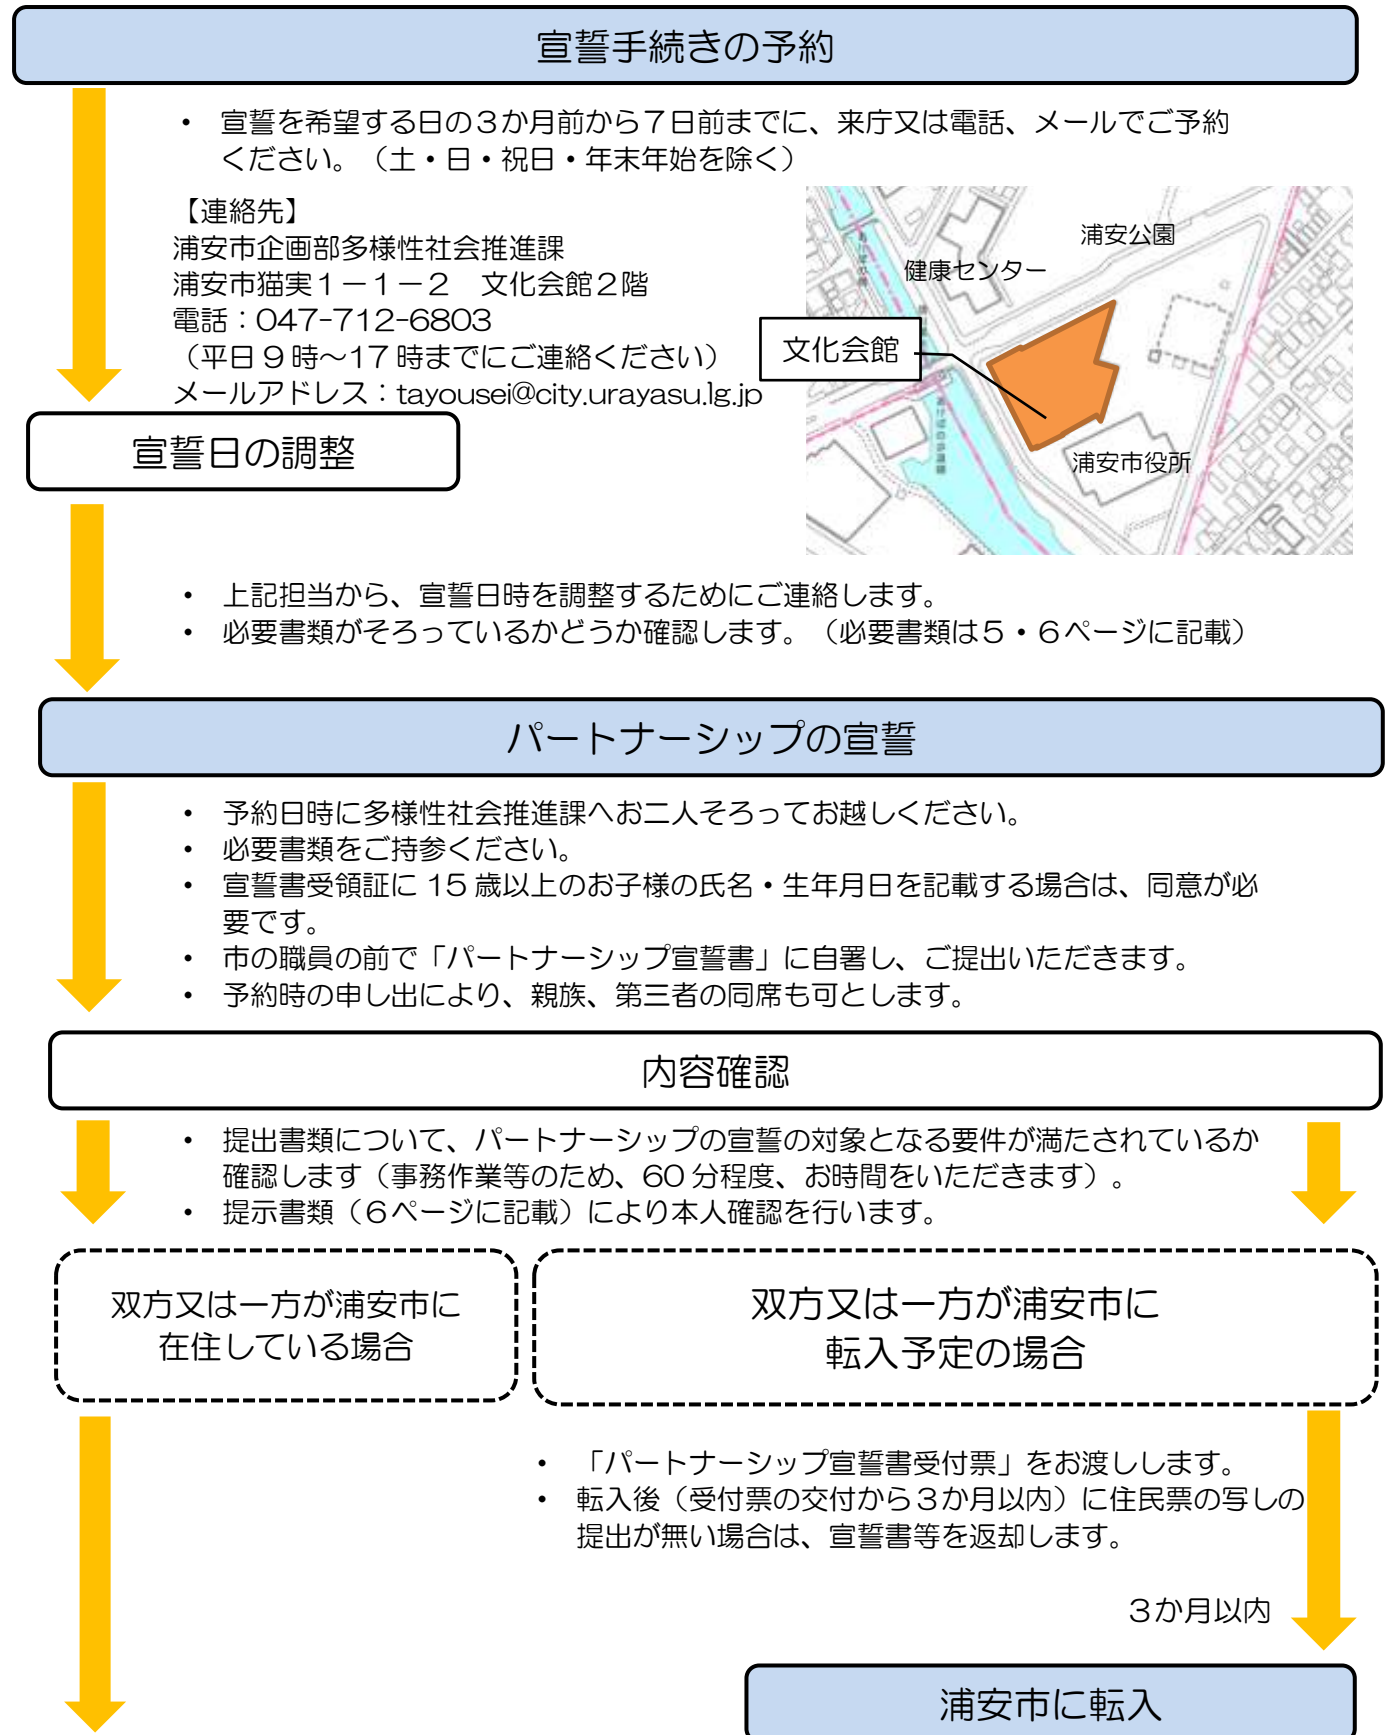 宣誓手続きの予約
・ 宣誓を希望する日の３か月前から７日前までに、来庁又は電話、メールでご予約
ください。（土・日・祝日・年末年始を除く）
【連絡先】
浦安市企画部多様性社会推進課
浦安市猫実１－１－２　文化会館２階
電話：047-712-6803
（平日９時～17時までにご連絡ください）
メールアドレス：tayousei@city.urayasu.lg.jp
浦安公園
健康センター
文化会館
浦安市役所
宣誓日の調整
・ 上記担当から、宣誓日時を調整するためにご連絡します。
・ 必要書類がそろっているかどうか確認します。（必要書類は５・６ページに記載）
パートナーシップの宣誓
・ 予約日時に多様性社会推進課へお二人そろってお越しください。
・ 必要書類をご持参ください。
・ 宣誓書受領証に 15 歳以上のお子様の氏名・生年月日を記載する場合は、同意が必
要です。
・ 市の職員の前で「パートナーシップ宣誓書」に自署し、ご提出いただきます。
・ 予約時の申し出により、親族、第三者の同席も可とします。
内容確認
・ 提出書類について、パートナーシップの宣誓の対象となる要件が満たされているか
確認します（事務作業等のため、60 分程度、お時間をいただきます）。
・ 提示書類（６ページに記載）により本人確認を行います。
双方又は一方が浦安市に
在住している場合
双方又は一方が浦安市に
転入予定の場合
・ 「パートナーシップ宣誓書受付票」をお渡しします。
・ 転入後（受付票の交付から３か月以内）に住民票の写しの
提出が無い場合は、宣誓書等を返却します。
３か月以内
浦安市に転入